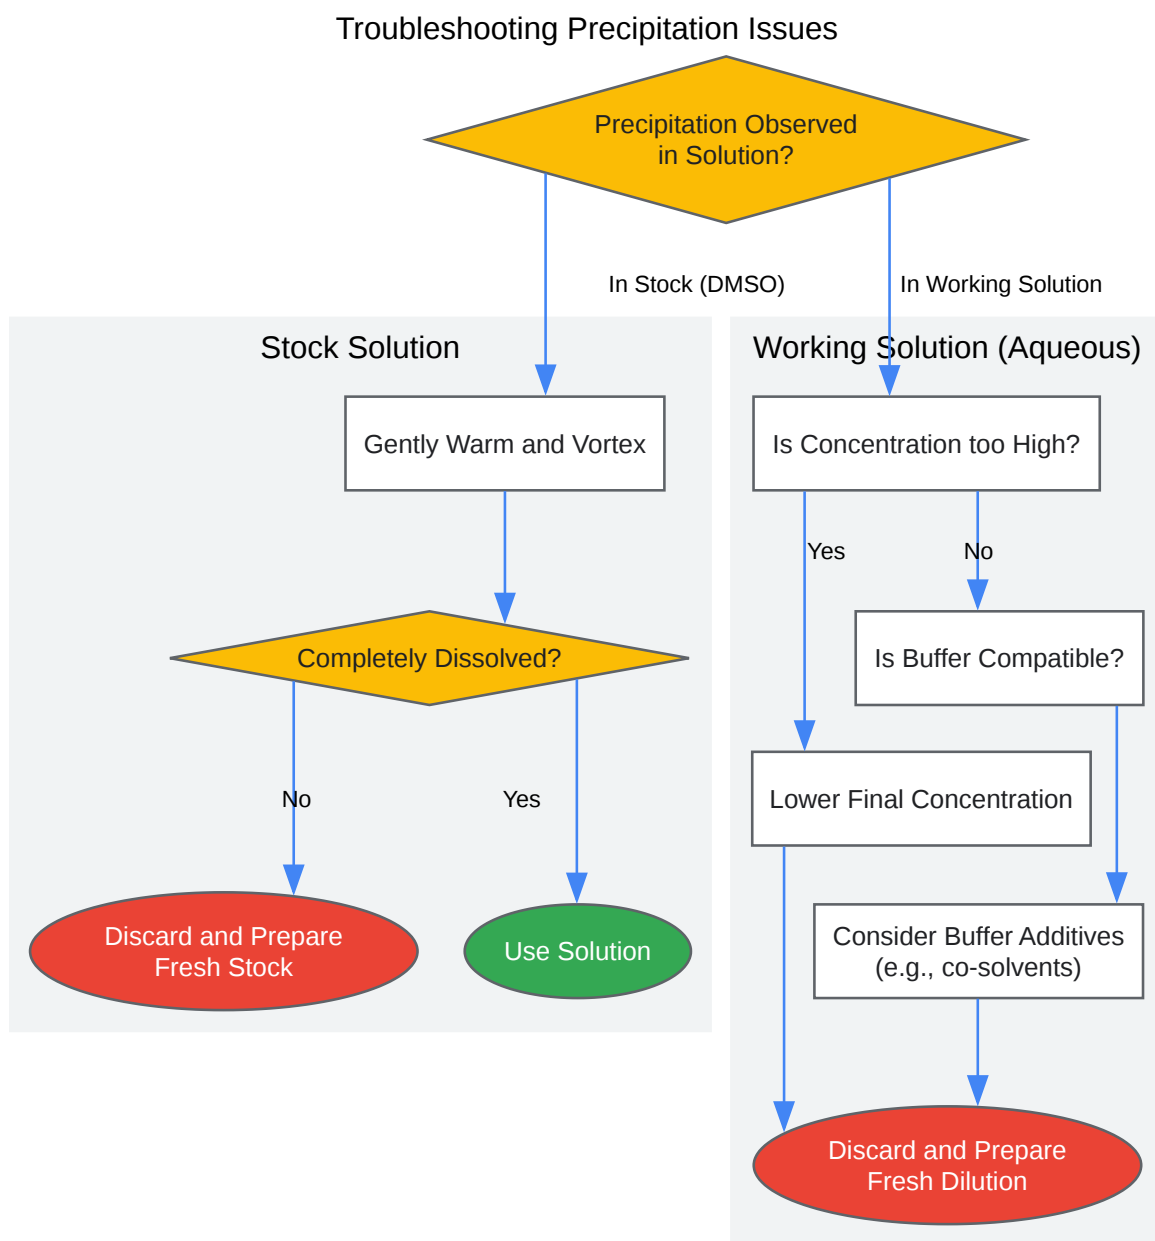 Troubleshooting Precipitation Issues
Precipitation Observed
in Solution?
In Stock (DMSO)
In Working Solution
Stock Solution
Working Solution (Aqueous)
Gently Warm and Vortex
Is Concentration too High?
Yes
No
Completely Dissolved?
Is Buffer Compatible?
No
Yes
Lower Final Concentration
Discard and Prepare
Fresh Stock
Use Solution
Consider Buffer Additives
(e.g., co-solvents)
Discard and Prepare
Fresh Dilution